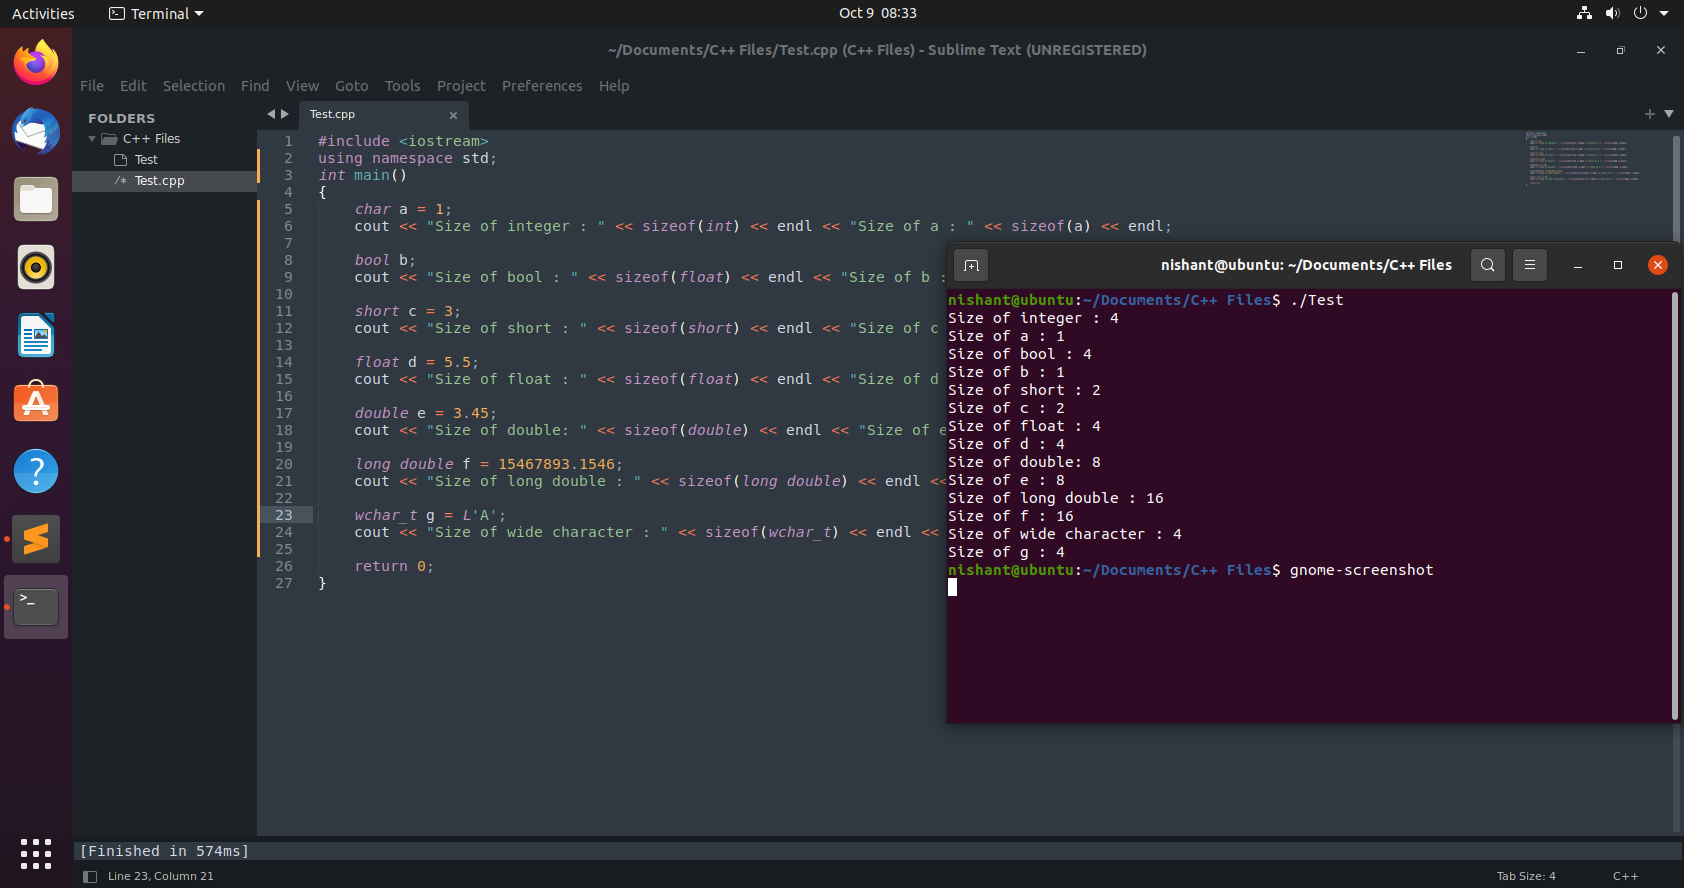 Activities
Terminal
Oct 9 08:33
~/Documents/C++ Files/Test.cpp (C++ Files) - Sublime Text (UNREGISTERED)
File Edit Selection Find View Goto Tools Project Preferences Help
FOLDERS
C++ Files
Test
/* Test.cpp
Test.cpp
1 #include <iostream>
2 using namespace std;
3 int main()
4 {
5 char a = 1;
6 cout << "Size of integer : " << sizeof(int) << endl << "Size of a : " << sizeof(a) << endl;
7
8 bool b;
9 cout << "Size of bool : " << sizeof(float) << endl << "Size of b :
10
11 short c = 3;
12 cout << "Size of short : " << sizeof(short) << endl << "Size of c
13
14 float d = 5.5;
15 cout << "Size of float : " << sizeof(float) << endl << "Size of d
16
17 double e = 3.45;
18 cout << "Size of double: " << sizeof(double) << endl << "Size of e
19
20 long double f = 15467893.1546;
21 cout << "Size of long double : " << sizeof(long double) << endl <<
22
23 wchar_t g = L'A';
24 cout << "Size of wide character : " << sizeof(wchar_t) << endl <<
25
26 return 0;
27 }
nishant@ubuntu: ~/Documents/C++ Files
nishant@ubuntu:~/Documents/C++ Files$ ./Test
Size of integer : 4
Size of a : 1
Size of bool : 4
Size of b : 1
Size of short : 2
Size of c : 2
Size of float : 4
Size of d : 4
Size of double: 8
Size of e : 8
Size of long double : 16
Size of f : 16
Size of wide character : 4
Size of g : 4
nishant@ubuntu:~/Documents/C++ Files$ gnome-screenshot
[Finished in 574ms]
Line 23, Column 21
Tab Size: 4
C++